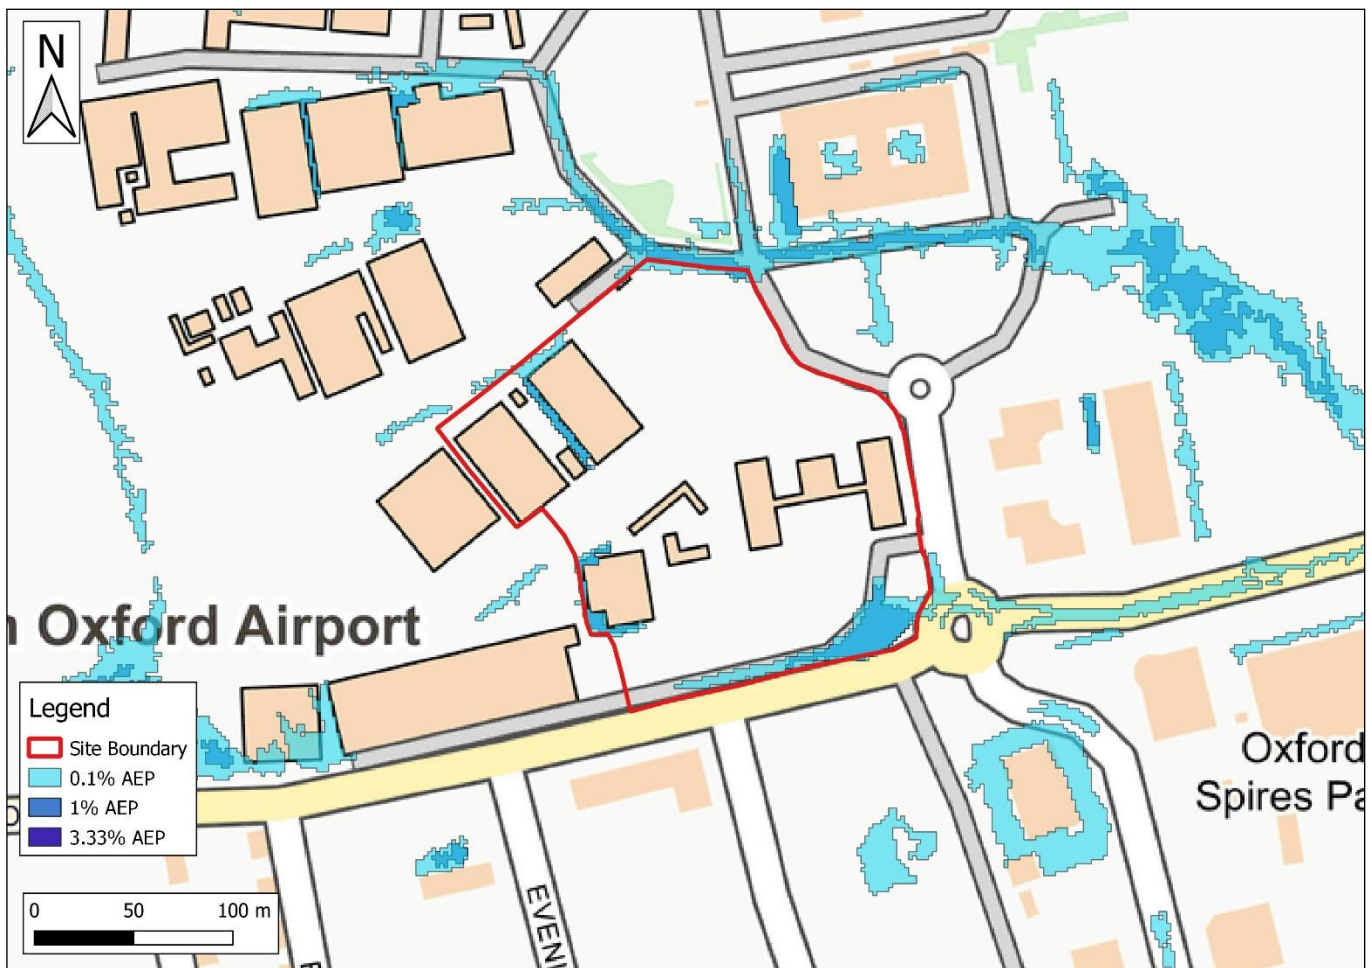 N
n Oxford Airport
Legend
Site Boundary
0.1% AEP
1% AEP
3.33% AEP
0 50 100 m
Oxford
Spires Pa
EVENL